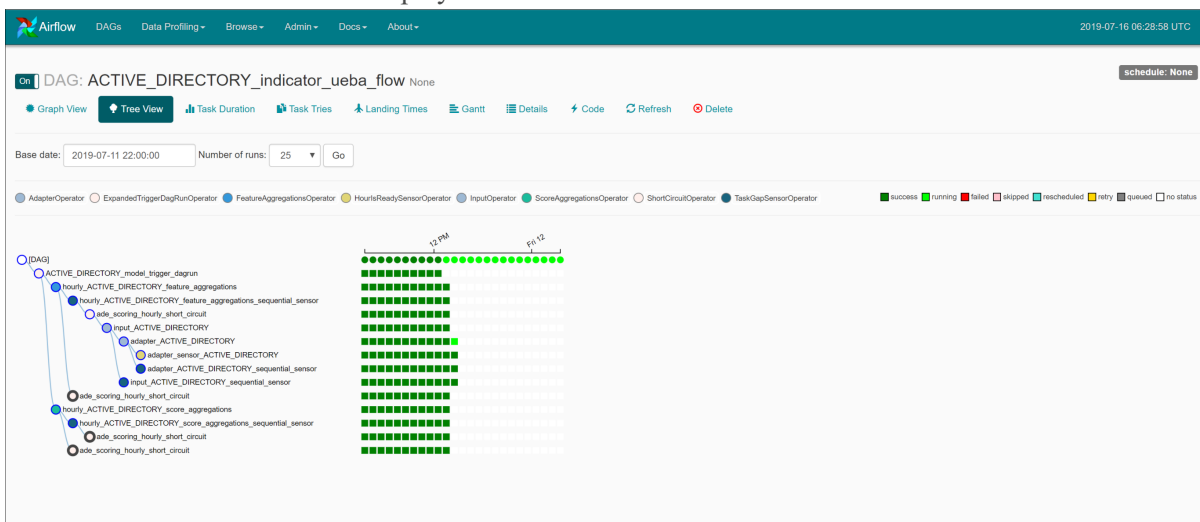 Airflow DAGs Data Profiling Browse Admin Docs About 2019-07-16 06:28:58 UTC
On DAG: ACTIVE_DIRECTORY_indicator_ueba_flow None schedule: None
Graph View Tree View Task Duration Task Tries Landing Times Gantt Details Code Refresh Delete
Base date: 2019-07-11 22:00:00 Number of runs: 25 Go
AdapterOperator ExpandedTriggerDagRunOperator FeatureAggregationsOperator HourIsReadySensorOperator InputOperator ScoreAggregationsOperator ShortCircuitOperator TaskGapSensorOperator success running failed skipped rescheduled retry queued no status
12 PM Fri 12
[DAG]
ACTIVE_DIRECTORY_model_trigger_dagrun
hourly_ACTIVE_DIRECTORY_feature_aggregations
hourly_ACTIVE_DIRECTORY_feature_aggregations_sequential_sensor
ade_scoring_hourly_short_circuit
input_ACTIVE_DIRECTORY
adapter_ACTIVE_DIRECTORY
adapter_sensor_ACTIVE_DIRECTORY
adapter_ACTIVE_DIRECTORY_sequential_sensor
input_ACTIVE_DIRECTORY_sequential_sensor
ade_scoring_hourly_short_circuit
hourly_ACTIVE_DIRECTORY_score_aggregations
hourly_ACTIVE_DIRECTORY_score_aggregations_sequential_sensor
ade_scoring_hourly_short_circuit
ade_scoring_hourly_short_circuit